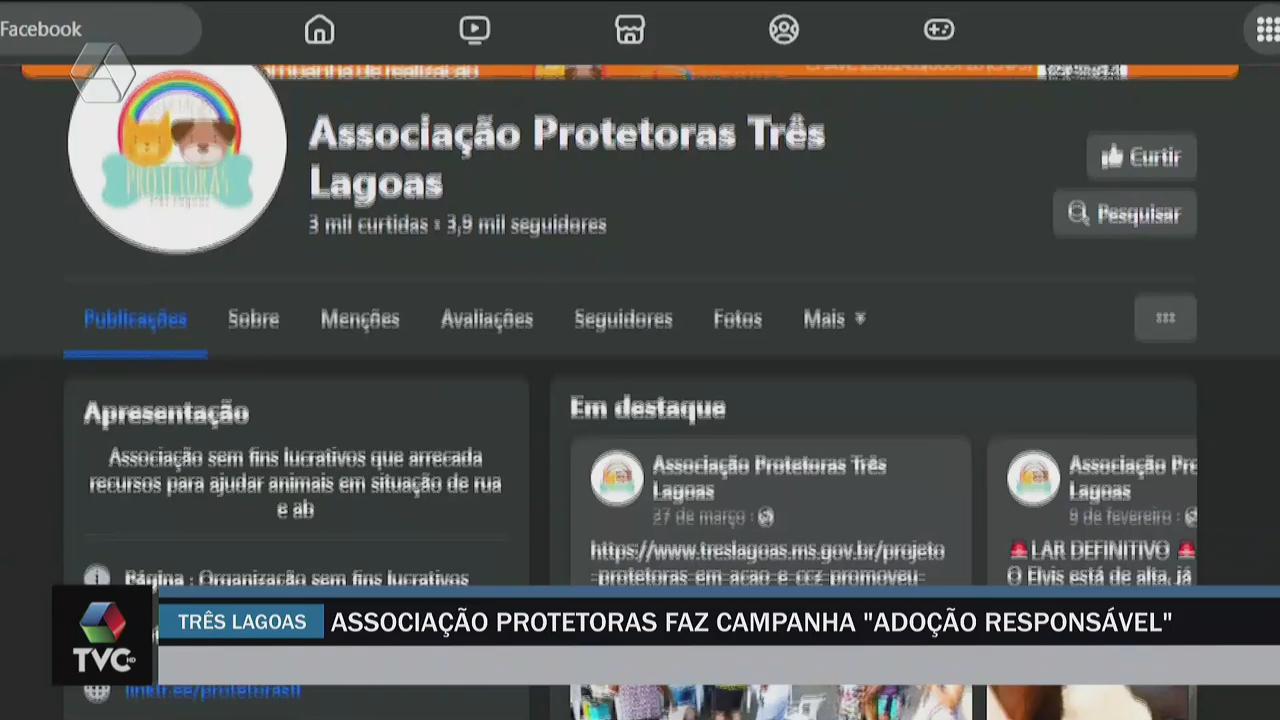 Facebook
Associação Protetoras Três
Lagoas
3 mil curtidas · 3,9 mil seguidores
Curtir
Pesquisar
PROTETORAS
Publicações
Sobre
Menções
Avaliações
Seguidores
Fotos
Mais
Apresentação
Associação sem fins lucrativos que arrecada
recursos para ajudar animais em situação de rua
e ab
Página · Organização sem fins lucrativos
Em destaque
Associação Protetoras Três
Lagoas
27 de março ·
https://www.treslagoas.ms.gov.br/projeto
protetoras em acao e ccz promoveu
Associação Pro
Lagoas
9 de fevereiro ·
LAR DEFINITIVO
O Elvis está de alta, já
TVC HD
TRÊS LAGOAS
ASSOCIAÇÃO PROTETORAS FAZ CAMPANHA "ADOÇÃO RESPONSÁVEL"
linktr.ee/protetorastl